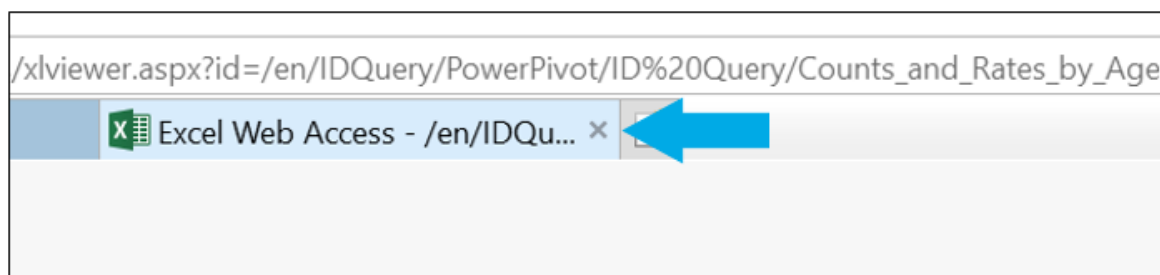 /xlviewer.aspx?id=/en/IDQuery/PowerPivot/ID%20Query/Counts_and_Rates_by_Age
Excel Web Access - /en/IDQu...